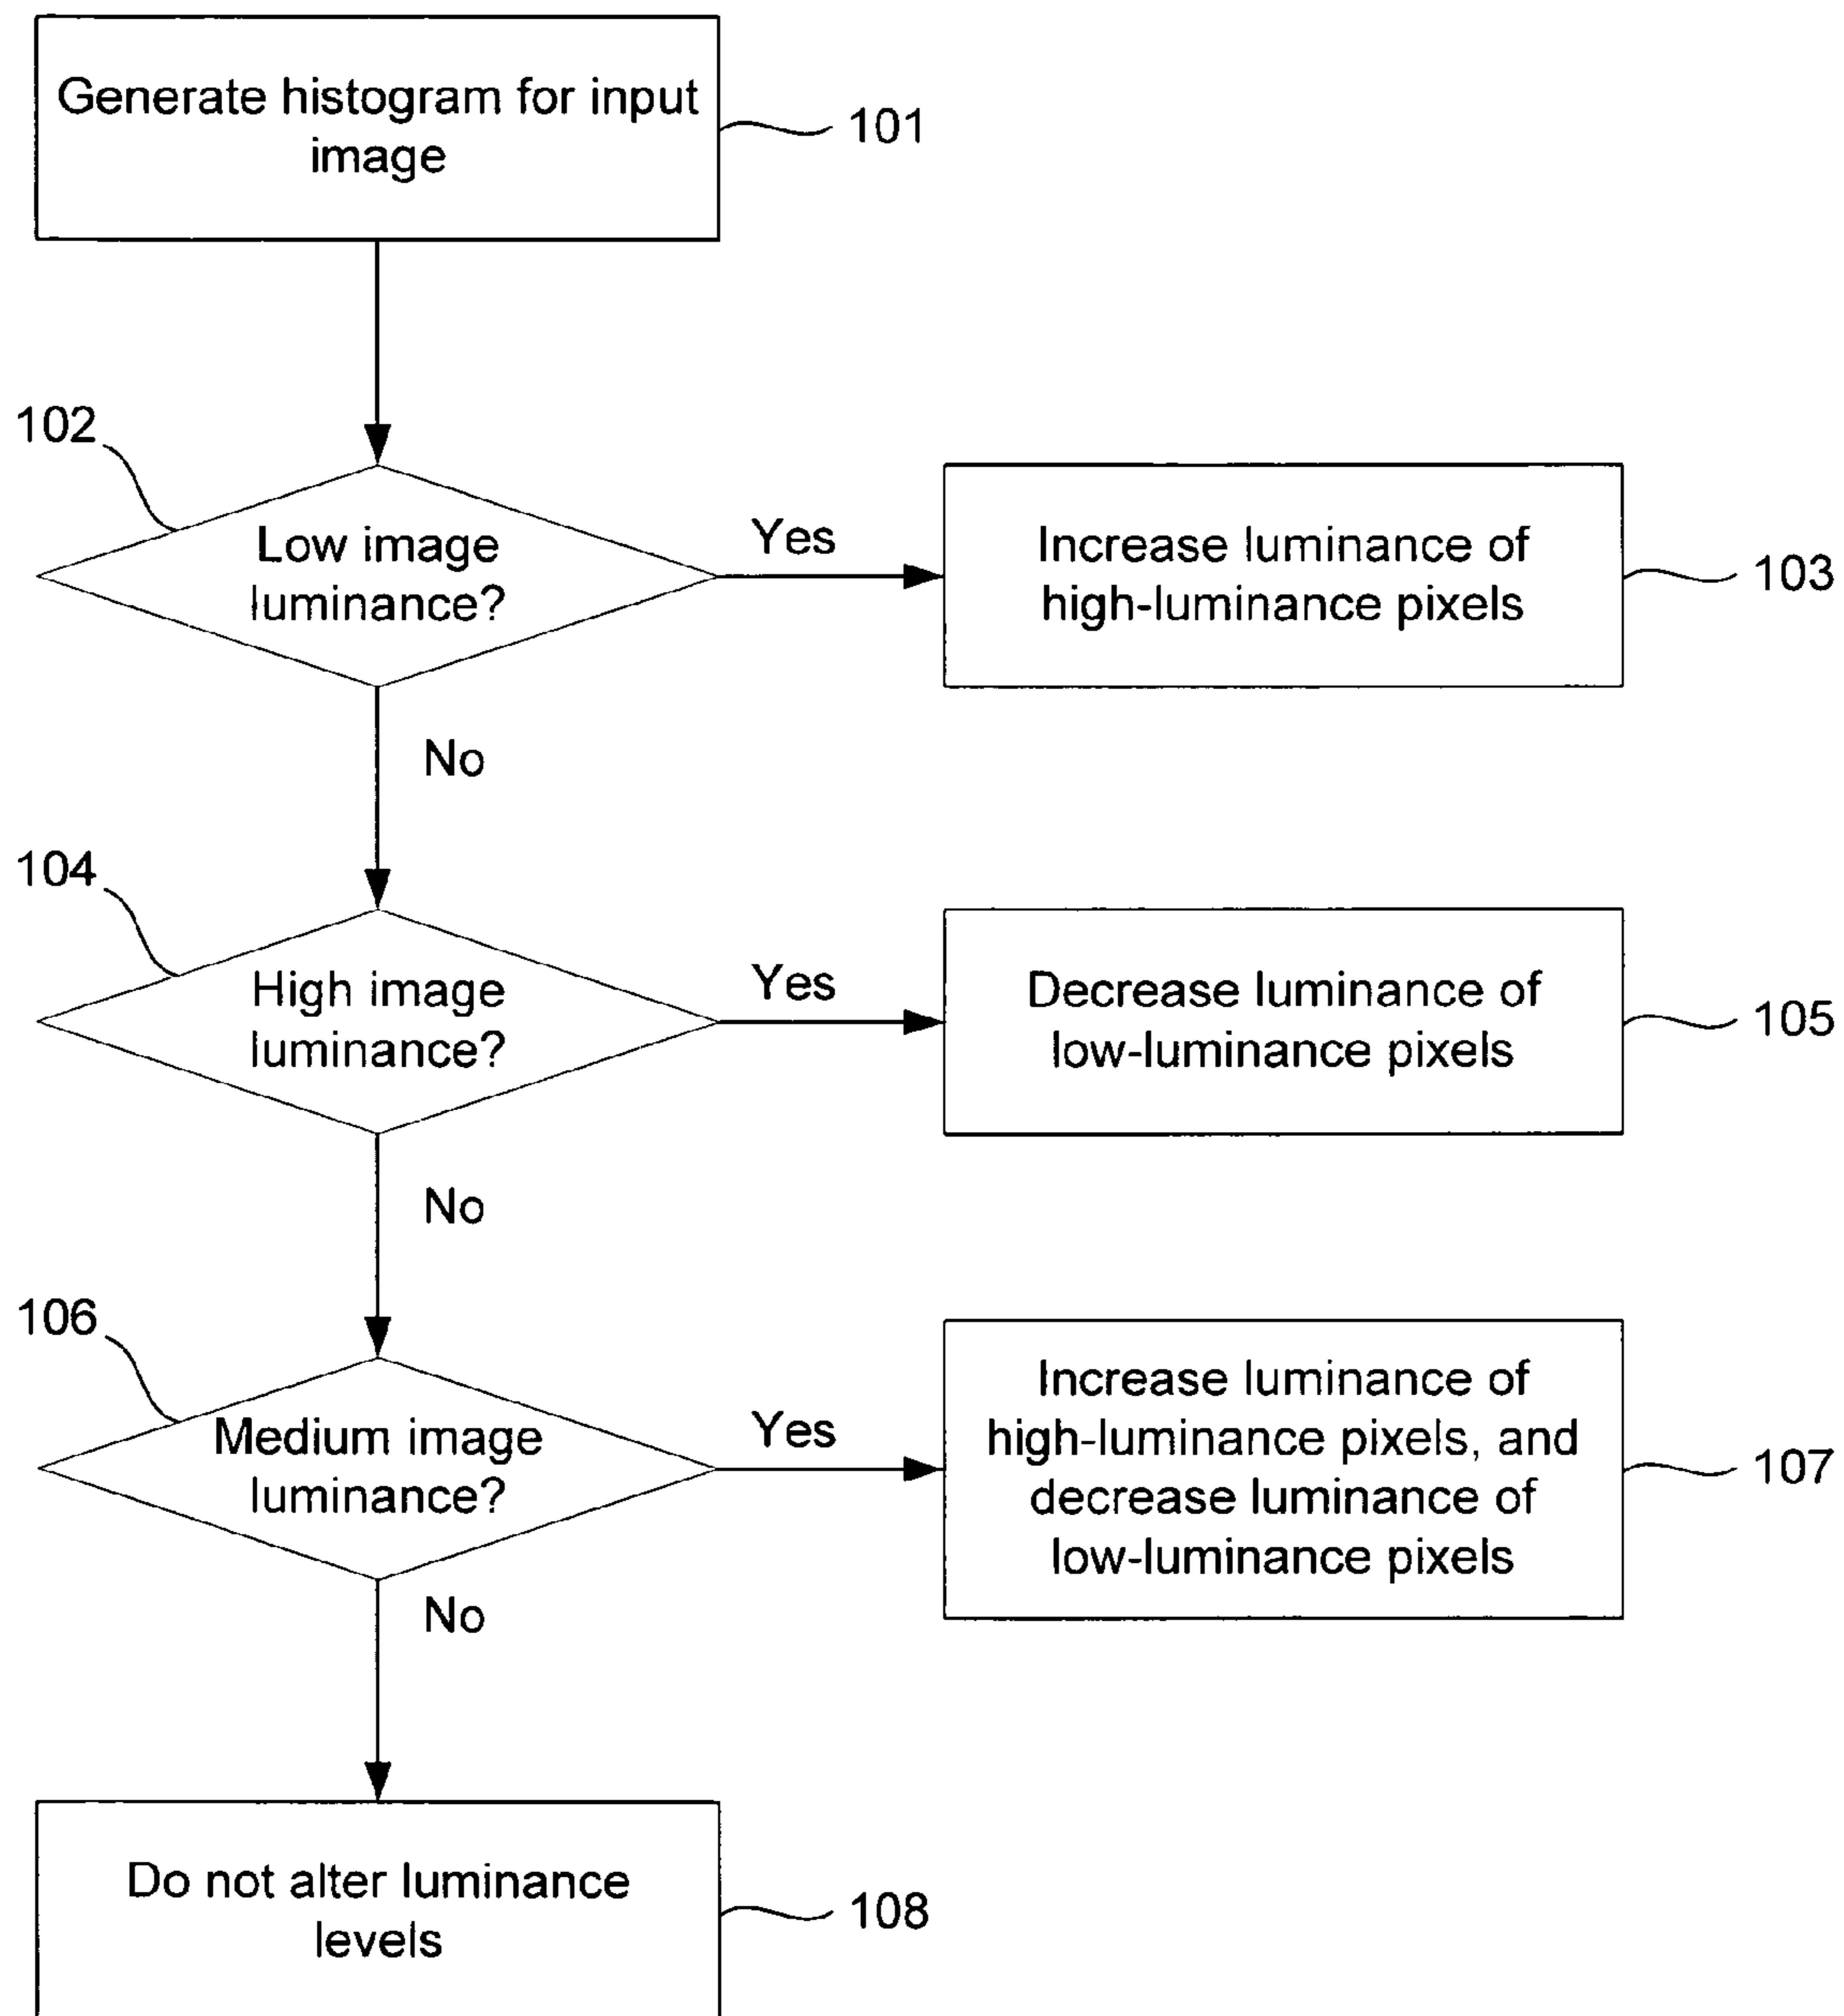 Generate histogram for input
image
101
102
Low image
luminance?
Yes
Increase luminance of
high-luminance pixels
103
No
104
High image
luminance?
Yes
Decrease luminance of
low-luminance pixels
105
No
106
Medium image
luminance?
Yes
Increase luminance of
high-luminance pixels, and
decrease luminance of
low-luminance pixels
107
No
Do not alter luminance
levels
108